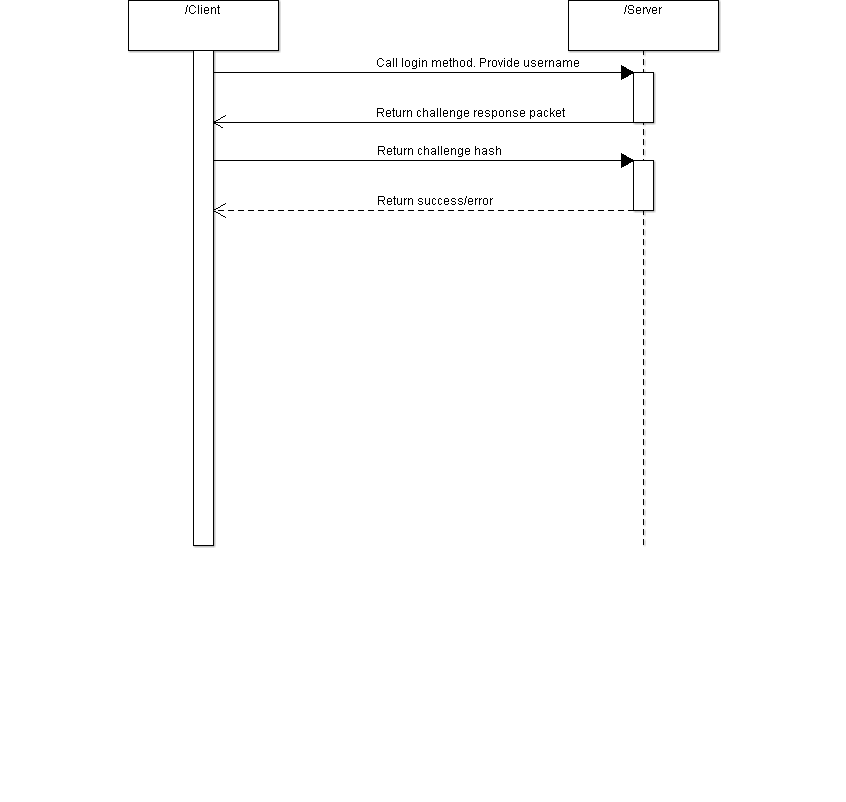 /Client
/Server
Call login method. Provide username
Return challenge response packet
Return challenge hash
Return success/error